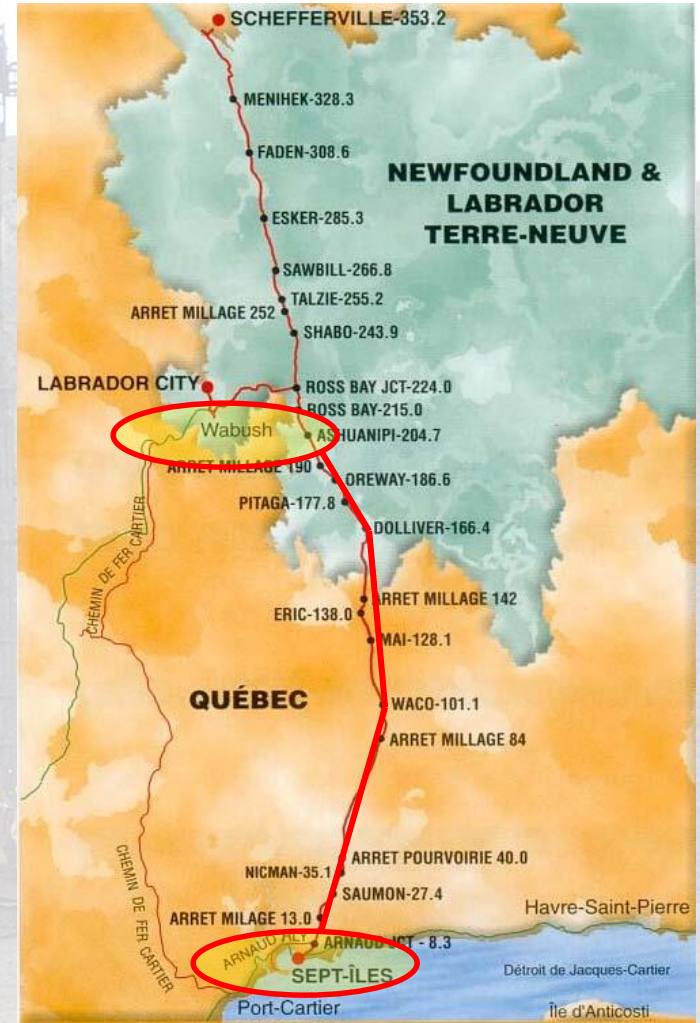 SCHEFFERVILLE-353.2
MENIHEK-328.3
FADEN-308.6
NEWFOUNDLAND &
LABRADOR
TERRE-NEUVE
ESKER-285.3
SAWBILL-266.8
TALZIE-255.2
ARRET MILLAGE 252
SHABO-243.9
LABRADOR CITY
ROSS BAY JCT-224.0
ROSS BAY-215.0
Wabush
ASHUANIPI-204.7
ARRET MILLAGE 190
OREWAY-186.6
PITAGA-177.8
DOLLIVER-166.4
CHEMIN DE FER CARTIER
ARRET MILLAGE 142
ERIC-138.0
MAI-128.1
QUÉBEC
WACO-101.1
ARRET MILLAGE 84
CHEMIN DE FER CARTIER
ARRET POURVOIRIE 40.0
NICMAN-35.1
SAUMON-27.4
Havre-Saint-Pierre
ARRET MILAGE 13.0
ARNAUD ALY
ARNAUD JCT - 8.3
SEPT-ÎLES
Détroit de Jacques-Cartier
Port-Cartier
Île d'Anticosti